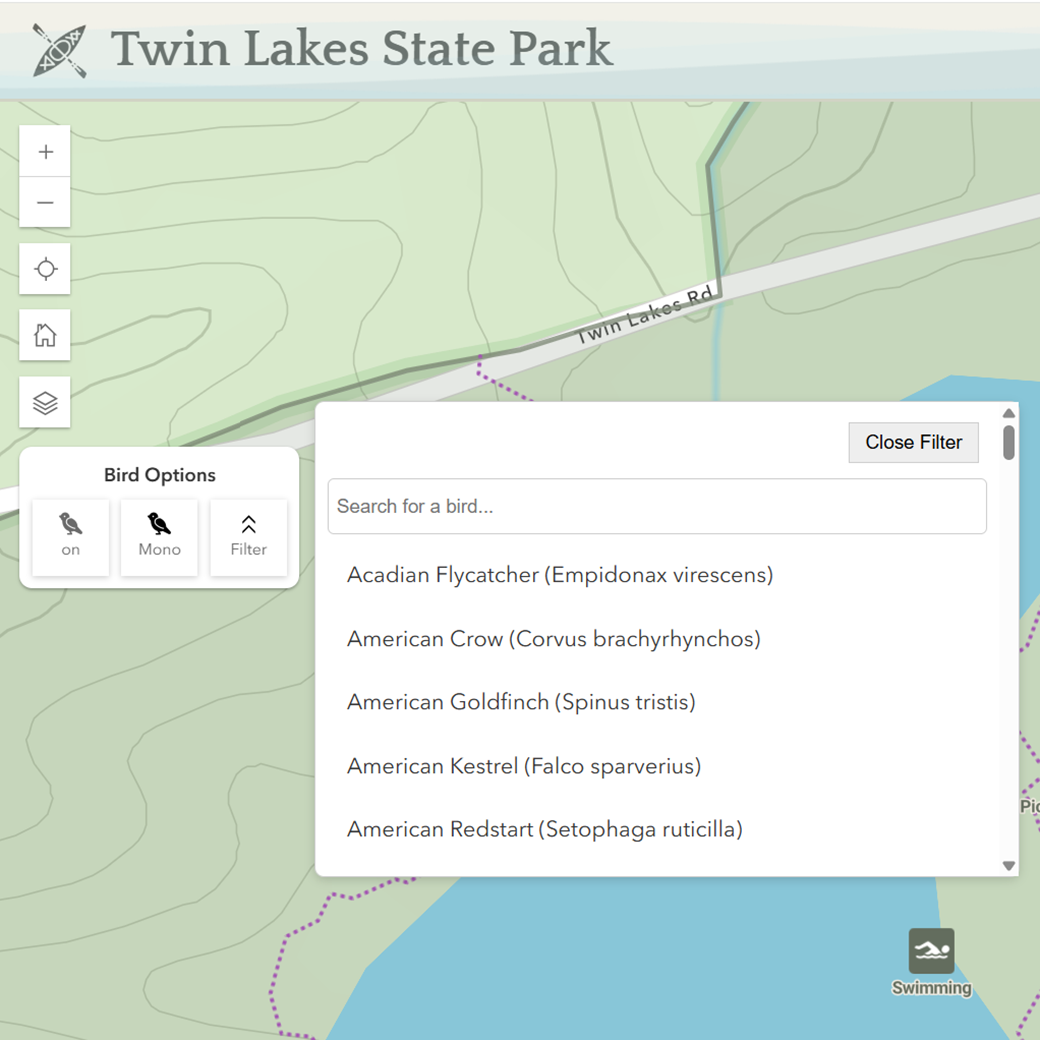 Twin Lakes State Park
+
−
Twin Lakes Rd
Close Filter
Bird Options
on
Mono
Filter
Search for a bird...
Acadian Flycatcher (Empidonax virescens)
American Crow (Corvus brachyrhynchos)
American Goldfinch (Spinus tristis)
American Kestrel (Falco sparverius)
American Redstart (Setophaga ruticilla)
Swimming